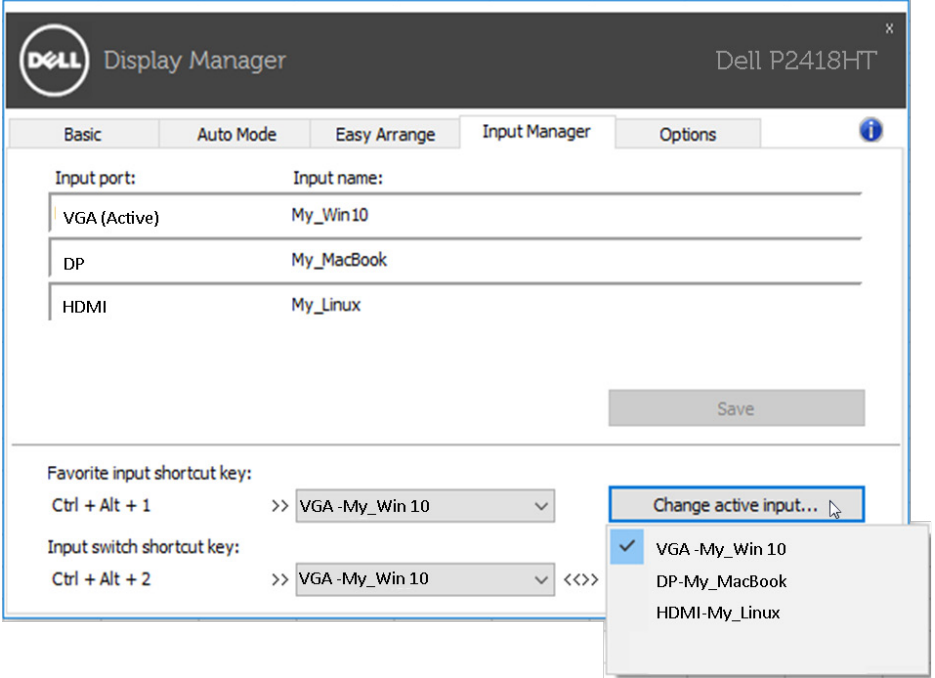 DELL Display Manager Dell P2418HT
x
Basic Auto Mode Easy Arrange Input Manager Options i
Input port: Input name:
VGA (Active) My_Win10
DP My_MacBook
HDMI My_Linux
Save
Favorite input shortcut key:
Ctrl + Alt + 1 >> VGA -My_Win 10 Change active input...
Input switch shortcut key:
Ctrl + Alt + 2 >> VGA -My_Win 10 <<>>
VGA -My_Win 10
DP-My_MacBook
HDMI-My_Linux